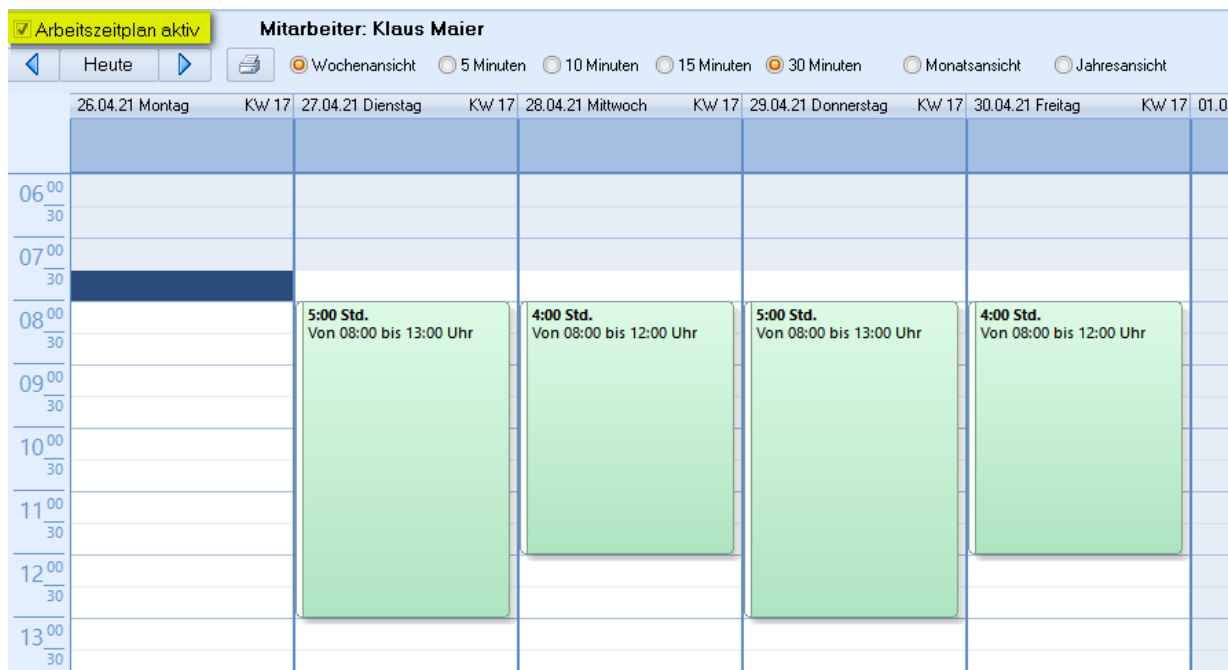 Arbeitszeitplan aktiv Mitarbeiter: Klaus Maier
Heute Wochenansicht 5 Minuten 10 Minuten 15 Minuten 30 Minuten Monatsansicht Jahresansicht
26.04.21 Montag KW 17 27.04.21 Dienstag KW 17 28.04.21 Mittwoch KW 17 29.04.21 Donnerstag KW 17 30.04.21 Freitag KW 17 01.0
06 00
30
07 00
30
08 00
30
5:00 Std.
Von 08:00 bis 13:00 Uhr
4:00 Std.
Von 08:00 bis 12:00 Uhr
5:00 Std.
Von 08:00 bis 13:00 Uhr
4:00 Std.
Von 08:00 bis 12:00 Uhr
09 00
30
10 00
30
11 00
30
12 00
30
13 00
30